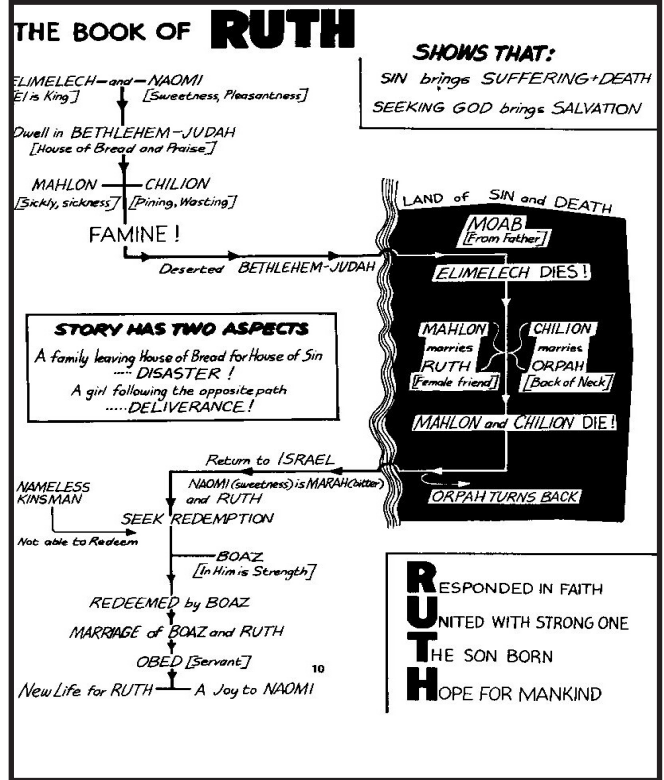 THE BOOK OF RUTH
SHOWS THAT:
SIN brings SUFFERING + DEATH
SEEKING GOD brings SALVATION
ELIMELECH-and-NAOMI
El is King] [Sweetness, Pleasantness]
Dwell in BETHLEHEM-JUDAH
[House of Bread and Praise]
MAHLON CHILION
[Sickly, sickness] [Pining, Wasting]
FAMINE!
Deserted BETHLEHEM-JUDAH
LAND of SIN and DEATH
MOAB
[From Father]
ELIMELECH DIES!
MAHLON CHILION
marries marries
RUTH ORPAH
[Female friend] [Back of Neck]
MAHLON and CHILION DIE!
ORPAH TURNS BACK
STORY HAS TWO ASPECTS
A family leaving House of Bread for House of Sin
.... DISASTER!
A girl following the opposite path
..... DELIVERANCE!
Return to ISRAEL
NAOMI (sweetness) is MARAH (bitter)
and RUTH
SEEK REDEMPTION
NAMELESS
KINSMAN
Not able to Redeem
BOAZ
[In Him is Strength]
REDEEMED by BOAZ
MARRIAGE of BOAZ and RUTH
OBED [Servant]
New Life for RUTH A Joy to NAOMI
10
RESPONDED IN FAITH
UNITED WITH STRONG ONE
THE SON BORN
HOPE FOR MANKIND